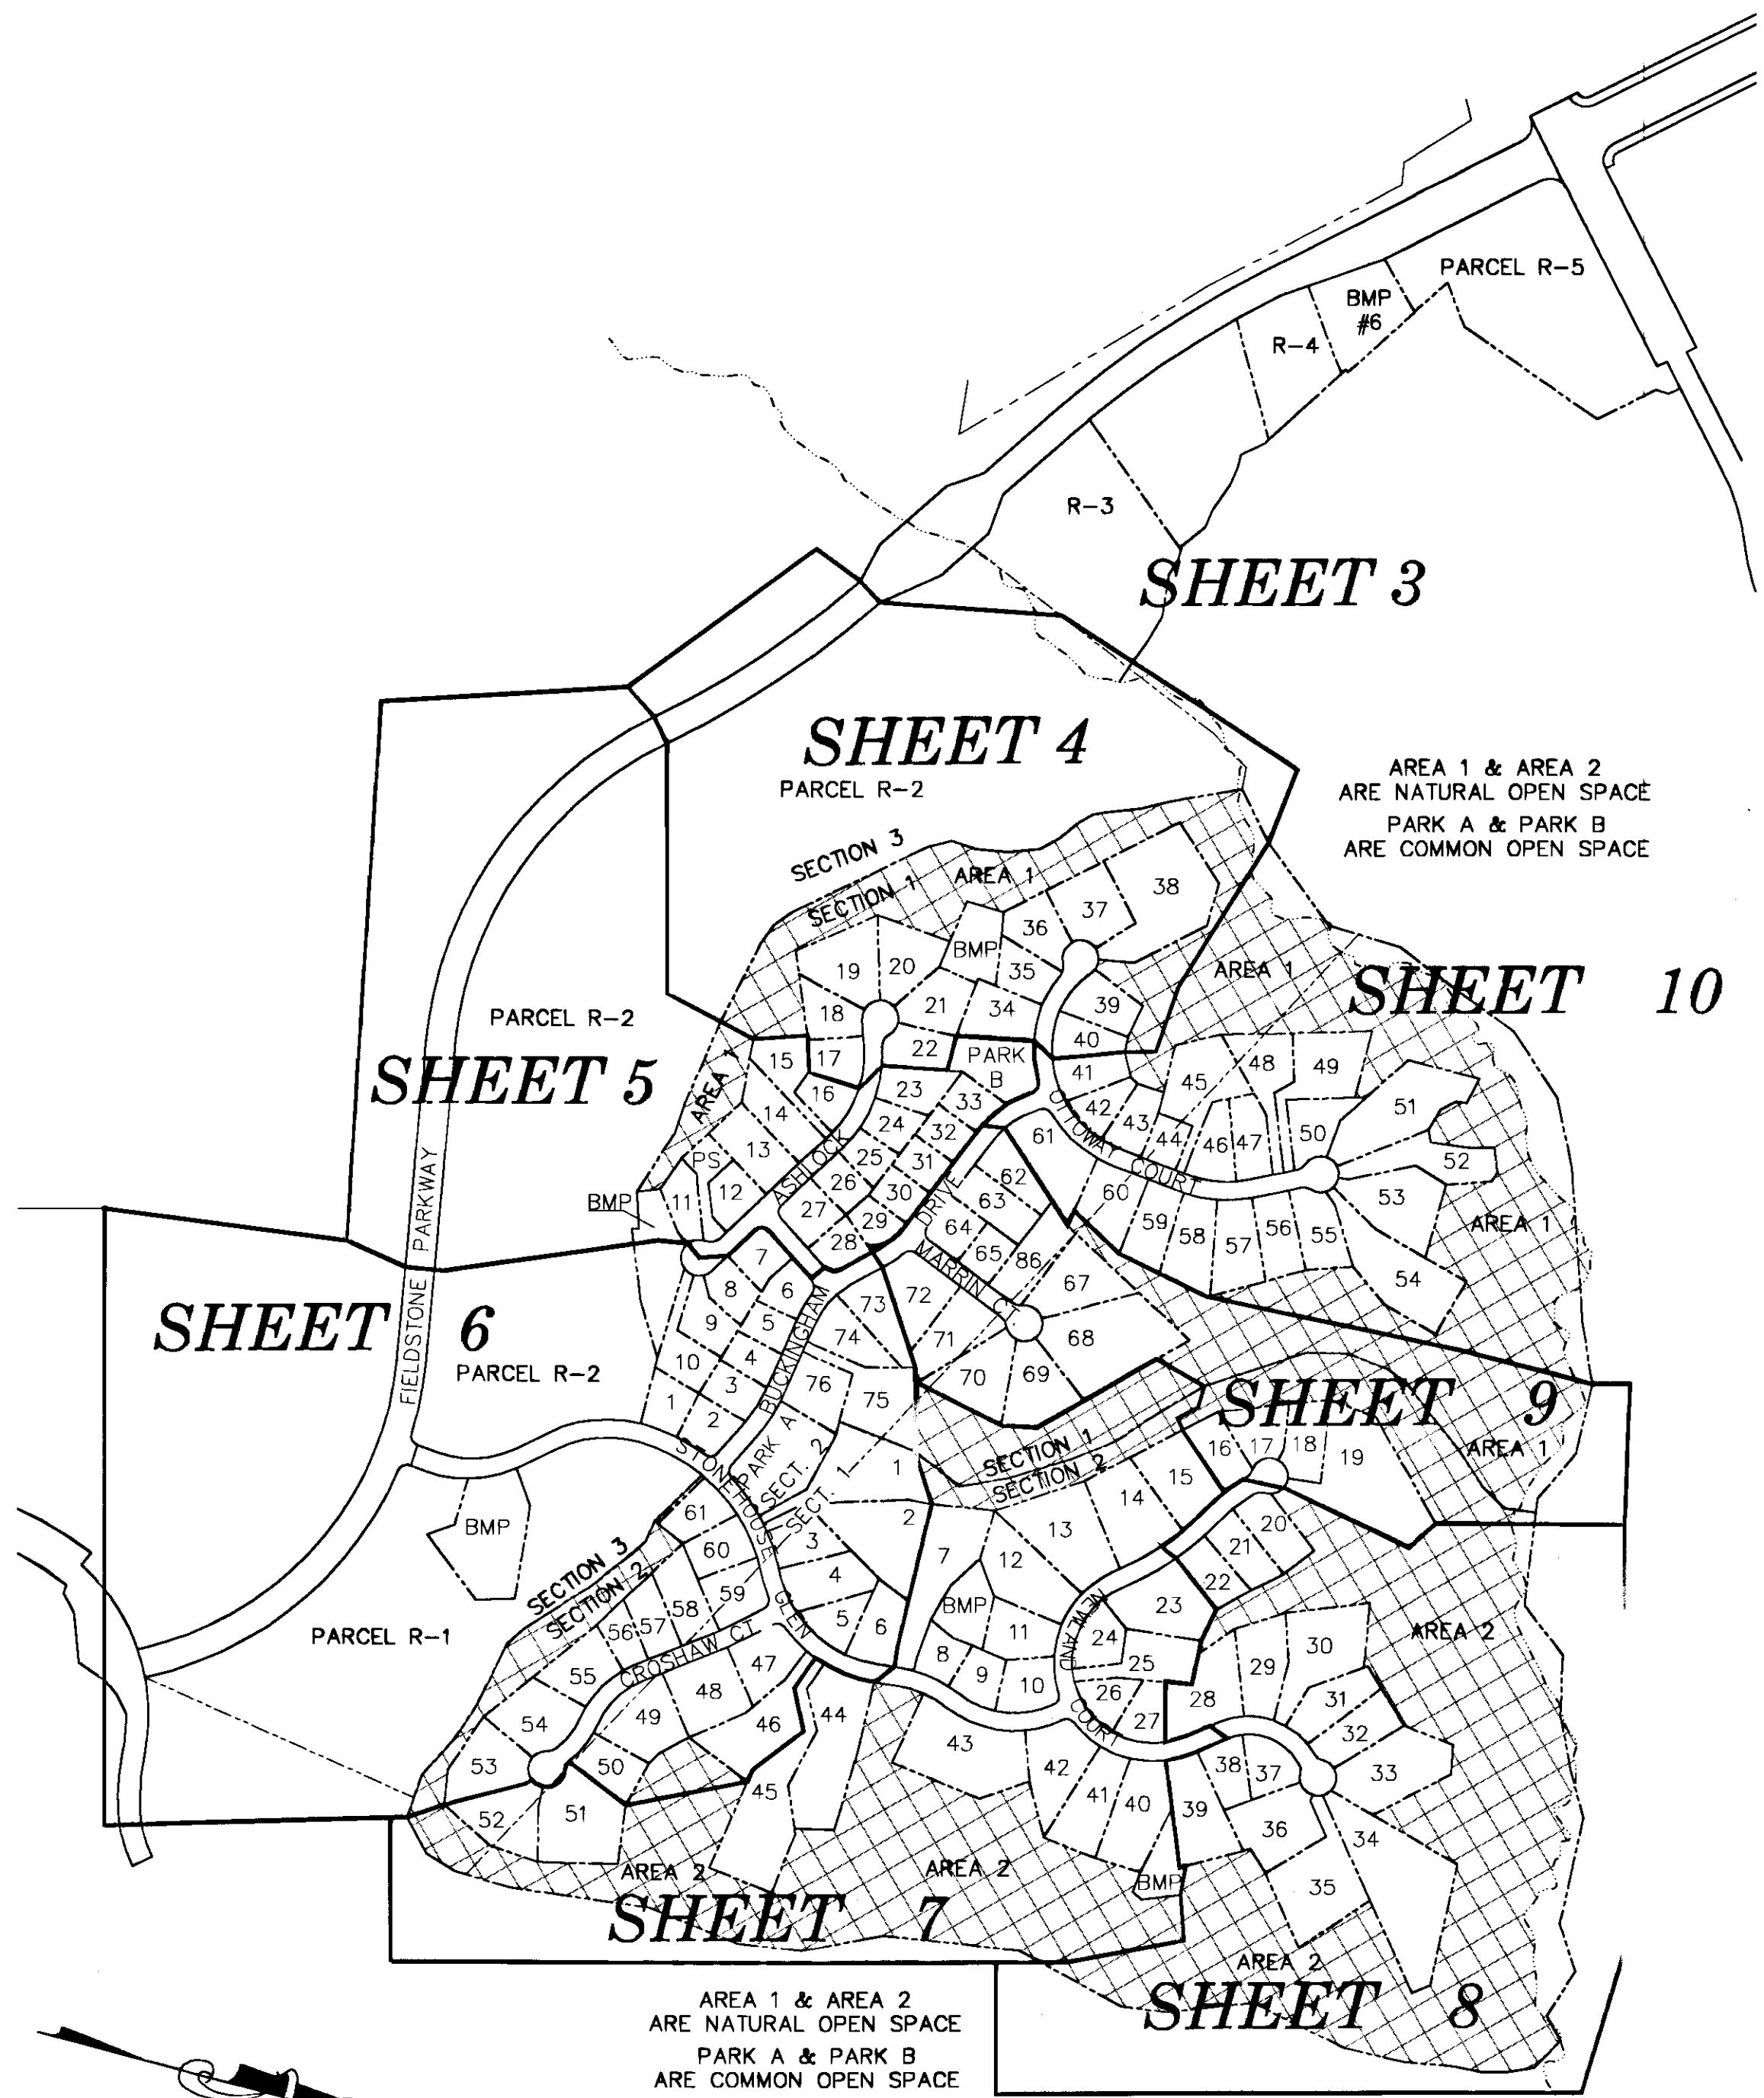 PARCEL R-5
BMP
#6
R-4
R-3
SHEET 3
SHEET 4
PARCEL R-2
AREA 1 & AREA 2
ARE NATURAL OPEN SPACE
PARK A & PARK B
ARE COMMON OPEN SPACE
SECTION 3
SECTION 1
AREA 1
38
37
36
BMP
35
19
20
34
21
18
39
40
22
17
AREA 1
SHEET 10
PARCEL R-2
SHEET 5
AREA 1
15
16
14
13
PS
12
11
BMP
ASHLOCK
PARK
B
23
33
24
32
25
31
26
30
27
29
28
DRIVE
61
62
63
64
65
86
67
68
69
70
71
72
MARRIN CT
41
42
43
44
45
46
47
48
49
50
51
52
53
54
55
56
57
58
59
60
OTTOWAY COURT
AREA 1
FIELDSTONE PARKWAY
SHEET 6
PARCEL R-2
7
8
6
9
5
10
4
3
1
2
BUCKINGHAM
73
74
76
75
PARK A
SECT. 2
SECT. 1
1
2
3
4
5
6
STONEHOUSE
GLEN
BMP
PARCEL R-1
SECTION 3
SECTION 2
61
60
59
58
57
56
55
54
53
52
51
50
49
48
47
46
CROSHAW CT
SECTION 1
SECTION 2
SHEET 9
AREA 1
16
17
18
19
15
14
13
12
7
BMP
11
8
9
10
20
21
22
23
24
25
26
27
NEWLAND
COURT
28
29
30
31
32
33
34
35
36
37
38
39
40
41
42
43
44
45
BMP
AREA 2
AREA 2
AREA 2
SHEET 7
AREA 2
SHEET 8
AREA 1 & AREA 2
ARE NATURAL OPEN SPACE
PARK A & PARK B
ARE COMMON OPEN SPACE